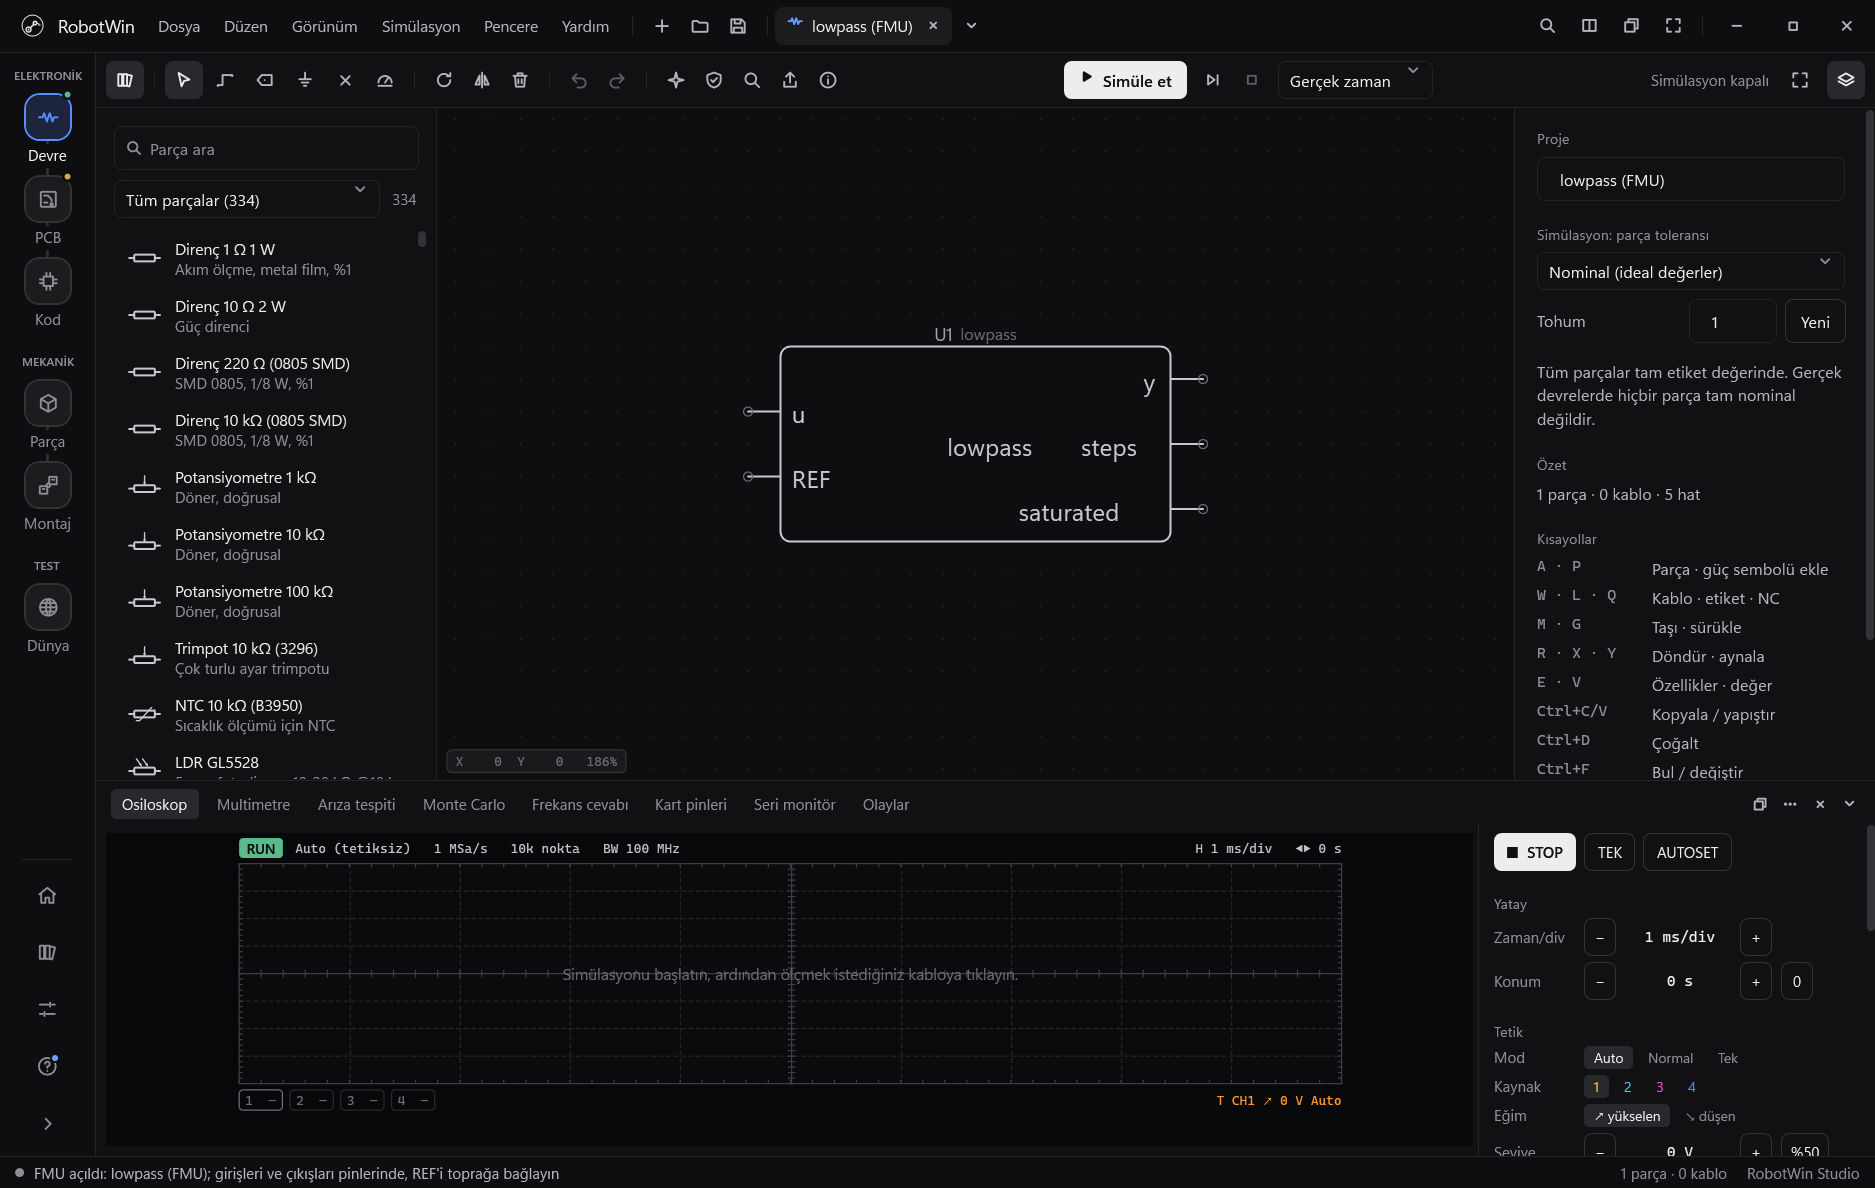 RobotWin Dosya Düzen Görünüm Simülasyon Pencere Yardım lowpass (FMU)
ELEKTRONİK
Devre
PCB
Kod
MEKANİK
Parça
Montaj
TEST
Dünya
Simüle et Gerçek zaman Simülasyon kapalı
Parça ara
Tüm parçalar (334) 334
Direnç 1 Ω 1 W
Akım ölçme, metal film, %1
Direnç 10 Ω 2 W
Güç direnci
Direnç 220 Ω (0805 SMD)
SMD 0805, 1/8 W, %1
Direnç 10 kΩ (0805 SMD)
SMD 0805, 1/8 W, %1
Potansiyometre 1 kΩ
Döner, doğrusal
Potansiyometre 10 kΩ
Döner, doğrusal
Potansiyometre 100 kΩ
Döner, doğrusal
Trimpot 10 kΩ (3296)
Çok turlu ayar trimpotu
NTC 10 kΩ (B3950)
Sıcaklık ölçümü için NTC
LDR GL5528
U1 lowpass
y
u
lowpass steps
REF
saturated
X 0 Y 0 186%
Proje
lowpass (FMU)
Simülasyon: parça toleransı
Nominal (ideal değerler)
Tohum 1 Yeni
Tüm parçalar tam etiket değerinde. Gerçek
devrelerde hiçbir parça tam nominal
değildir.
Özet
1 parça · 0 kablo · 5 hat
Kısayollar
A · P Parça · güç sembolü ekle
W · L · Q Kablo · etiket · NC
M · G Taşı · sürükle
R · X · Y Döndür · aynala
E · V Özellikler · değer
Ctrl+C/V Kopyala / yapıştır
Ctrl+D Çoğalt
Ctrl+F Bul / değiştir
Osiloskop Multimetre Arıza tespiti Monte Carlo Frekans cevabı Kart pinleri Seri monitör Olaylar
RUN Auto (tetiksiz) 1 MSa/s 10k nokta BW 100 MHz H 1 ms/div ◄► 0 s
Simülasyonu başlatın, ardından ölçmek istediğiniz kabloya tıklayın.
1 — 2 — 3 — 4 — T CH1 ↗ 0 V Auto
STOP TEK AUTOSET
Yatay
Zaman/div − 1 ms/div +
Konum − 0 s + 0
Tetik
Mod Auto Normal Tek
Kaynak 1 2 3 4
Eğim ↗ yükselen ↘ düşen
Seviye − 0 V + %50
FMU açıldı: lowpass (FMU); girişleri ve çıkışları pinlerinde, REF'i toprağa bağlayın 1 parça · 0 kablo RobotWin Studio